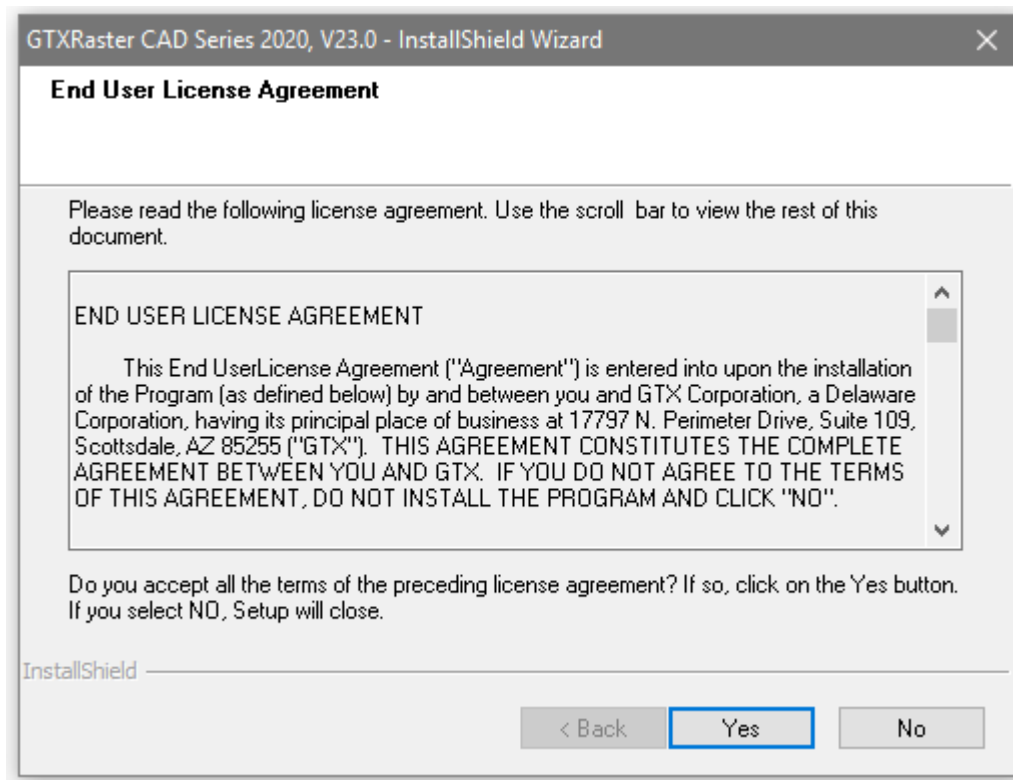 GTXRaster CAD Series 2020, V23.0 - InstallShield Wizard
End User License Agreement
Please read the following license agreement. Use the scroll  bar to view the rest of this
document.
END USER LICENSE AGREEMENT
This End UserLicense Agreement ("Agreement") is entered into upon the installation
of the Program (as defined below) by and between you and GTX Corporation, a Delaware
Corporation, having its principal place of business at 17797 N. Perimeter Drive, Suite 109,
Scottsdale, AZ 85255 ("GTX").  THIS AGREEMENT CONSTITUTES THE COMPLETE
AGREEMENT BETWEEN YOU AND GTX.  IF YOU DO NOT AGREE TO THE TERMS
OF THIS AGREEMENT, DO NOT INSTALL THE PROGRAM AND CLICK "NO".
Do you accept all the terms of the preceding license agreement? If so, click on the Yes button.
If you select NO, Setup will close.
InstallShield
< Back
Yes
No